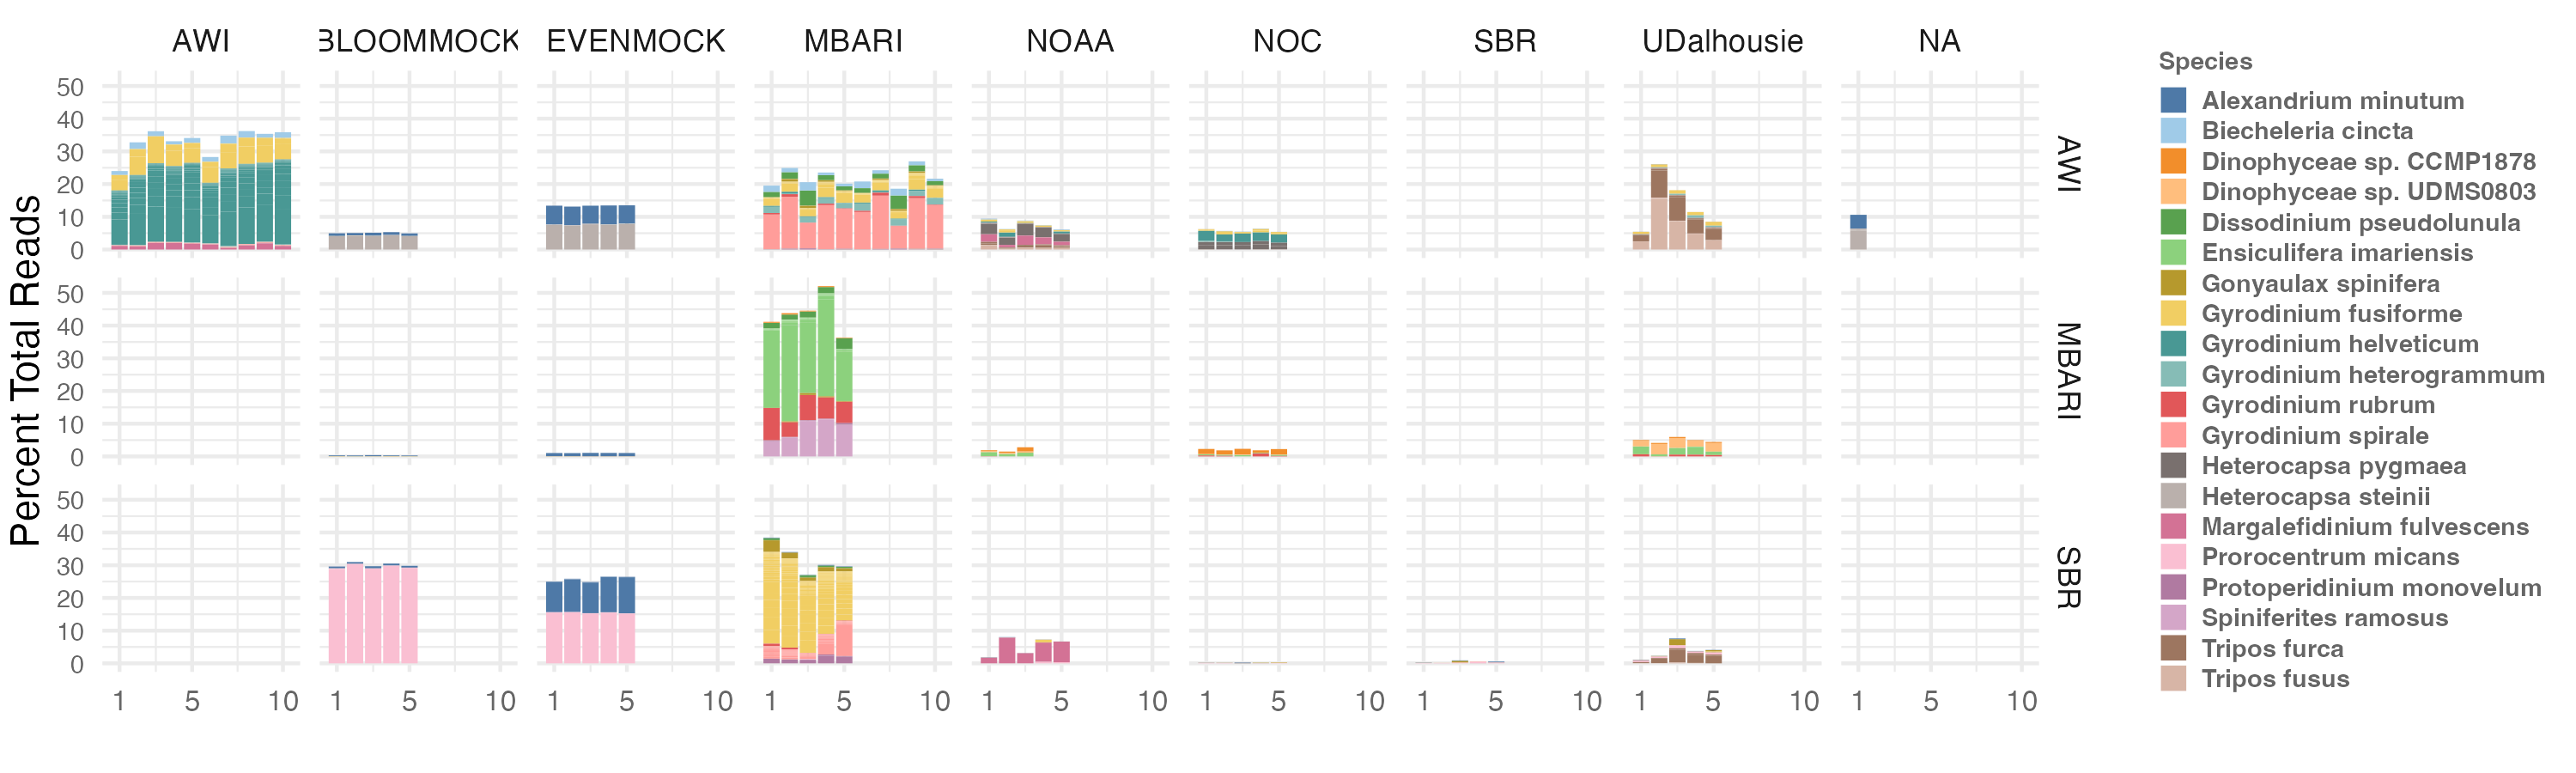 AWI BLOOMMOCK EVENMOCK MBARI NOAA NOC SBR UDalhousie NA
Percent Total Reads
50
40
30
20
10
0
AWI
50
40
30
20
10
0
MBARI
50
40
30
20
10
0
SBR
1 5 10 1 5 10 1 5 10 1 5 10 1 5 10 1 5 10 1 5 10 1 5 10 1 5 10
Species
Alexandrium minutum
Biecheleria cincta
Dinophyceae sp. CCMP1878
Dinophyceae sp. UDMS0803
Dissodinium pseudolunula
Ensiculifera imariensis
Gonyaulax spinifera
Gyrodinium fusiforme
Gyrodinium helveticum
Gyrodinium heterogrammum
Gyrodinium rubrum
Gyrodinium spirale
Heterocapsa pygmaea
Heterocapsa steinii
Margalefidinium fulvescens
Prorocentrum micans
Protoperidinium monovelum
Spiniferites ramosus
Tripos furca
Tripos fusus